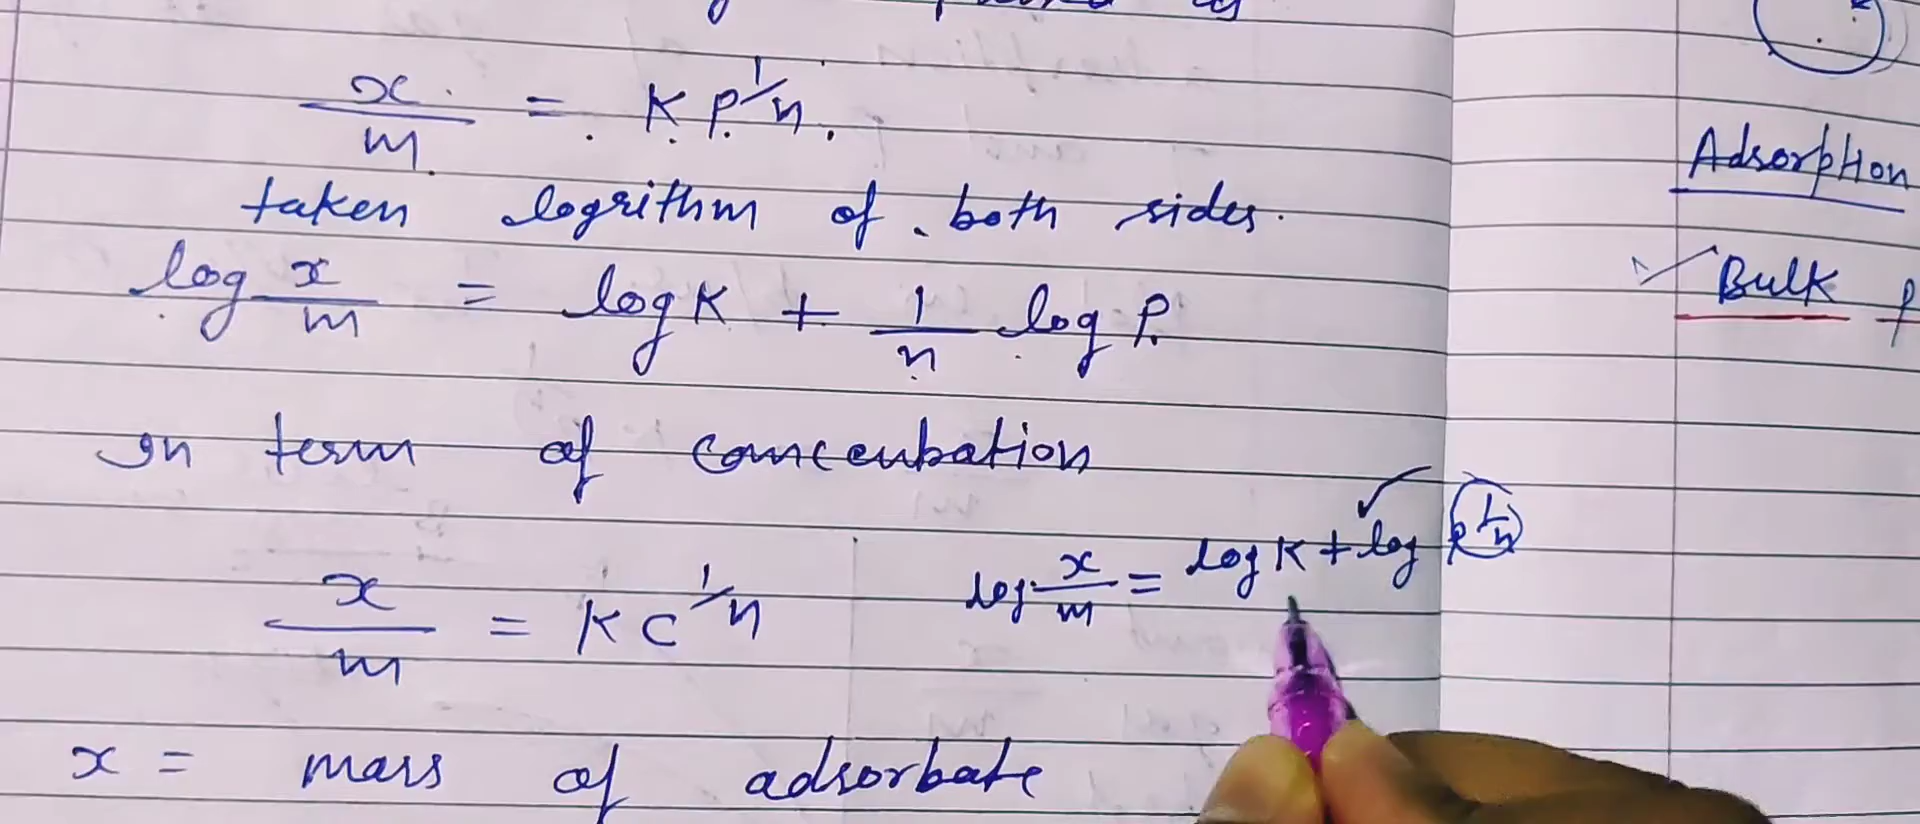 x/m = K P^1/n.
taken logrithm of both sides.
log x/m = log K + 1/n log P.
In term of concenbation
x/m = K C^1/n
log x/m = log K + log P^1/n
x = mass of adsorbate
Adsorption
Bulk